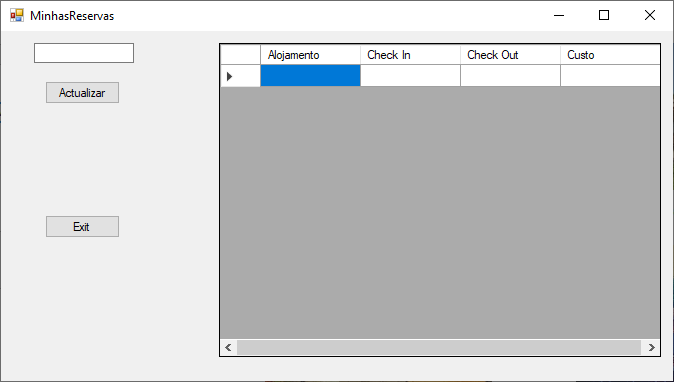 MinhasReservas
Alojamento Check In Check Out Custo
Actualizar
Exit